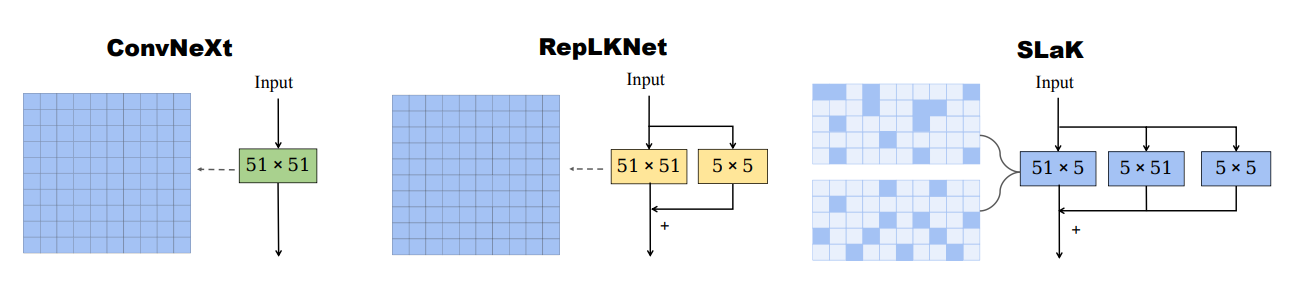 ConvNeXt
Input
51 × 51
RepLKNet
Input
51 × 51
5 × 5
+
SLaK
Input
51 × 5
5 × 51
5 × 5
+